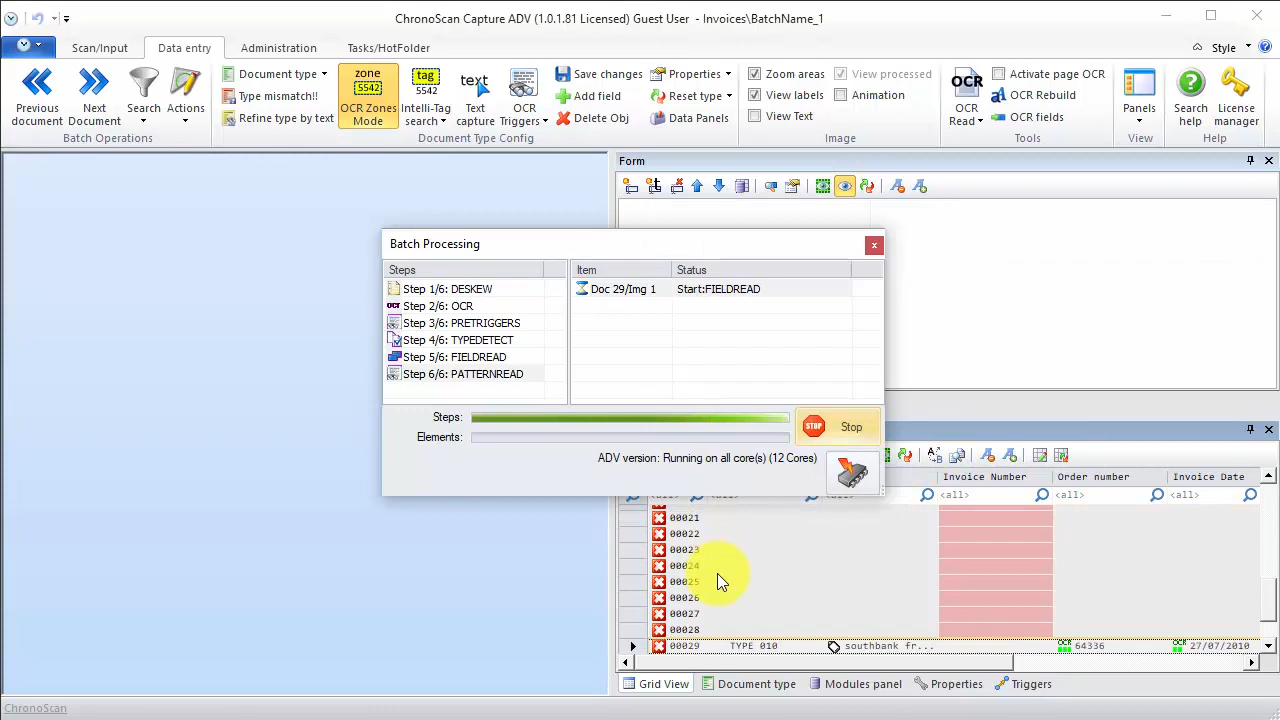 ChronoScan Capture ADV (1.0.1.81 Licensed) Guest User - Invoices\BatchName_1
Scan/Input Data entry Administration Tasks/HotFolder Style
Previous document
Next Document
Search
Actions
Batch Operations
Document type
Type mismatch!!
Refine type by text
zone
5542
OCR Zones Mode
tag
5542
Intelli-Tag search
text
Text capture
OCR Triggers
Save changes
Add field
Delete Obj
Properties
Reset type
Data Panels
Document Type Config
Zoom areas
View labels
View Text
View processed
Animation
Image
OCR
OCR Read
Activate page OCR
OCR Rebuild
OCR fields
Tools
Panels
View
Search help
License manager
Help
Form
Batch Processing
Steps
Step 1/6: DESKEW
Step 2/6: OCR
Step 3/6: PRETRIGGERS
Step 4/6: TYPEDETECT
Step 5/6: FIELDREAD
Step 6/6: PATTERNREAD
Item Status
Doc 29/Img 1 Start:FIELDREAD
Steps:
Elements:
STOP Stop
ADV version: Running on all core(s) (12 Cores)
Invoice Number Order number Invoice Date
<all> <all> <all> <all> <all>
00021
00022
00023
00024
00025
00026
00027
00028
00029 TYPE 010 southbank fr... OCR 64336 OCR 27/07/2010
Grid View Document type Modules panel Properties Triggers
ChronoScan